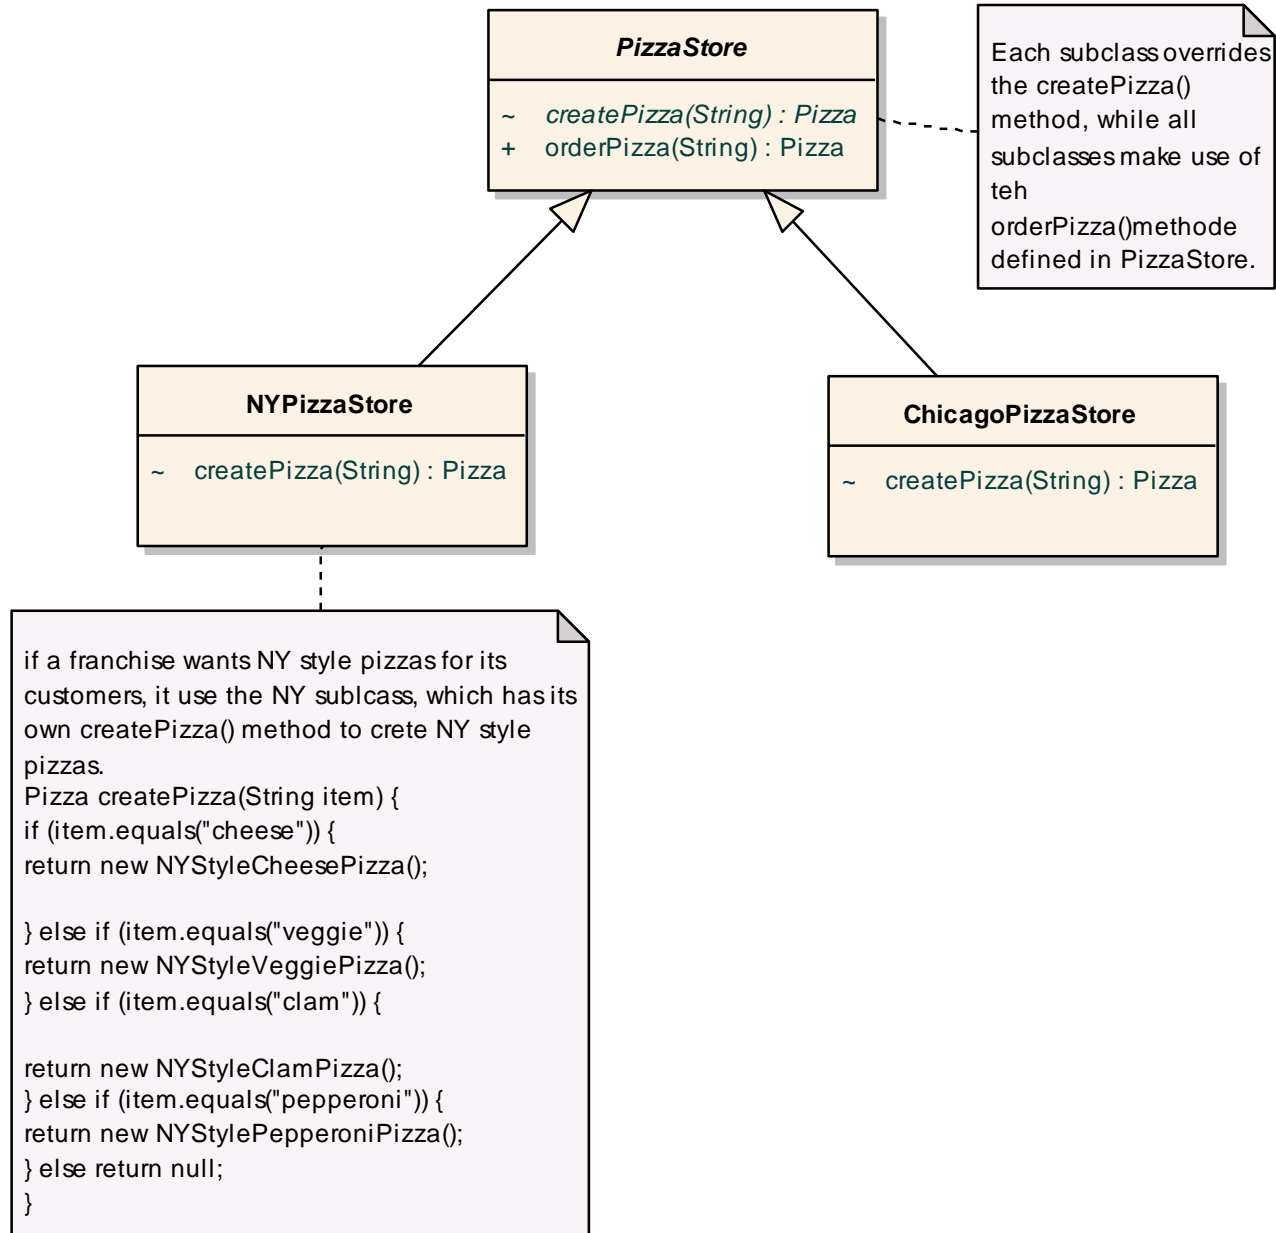 PizzaStore
~ createPizza(String) : Pizza
+ orderPizza(String) : Pizza
Each subclass overrides
the createPizza()
method, while all
subclasses make use of
teh
orderPizza()methode
defined in PizzaStore.
NYPizzaStore
~ createPizza(String) : Pizza
ChicagoPizzaStore
~ createPizza(String) : Pizza
if a franchise wants NY style pizzas for its
customers, it use the NY sublcass, which has its
own createPizza() method to crete NY style
pizzas.
Pizza createPizza(String item) {
if (item.equals("cheese")) {
return new NYStyleCheesePizza();
} else if (item.equals("veggie")) {
return new NYStyleVeggiePizza();
} else if (item.equals("clam")) {
return new NYStyleClamPizza();
} else if (item.equals("pepperoni")) {
return new NYStylePepperoniPizza();
} else return null;
}